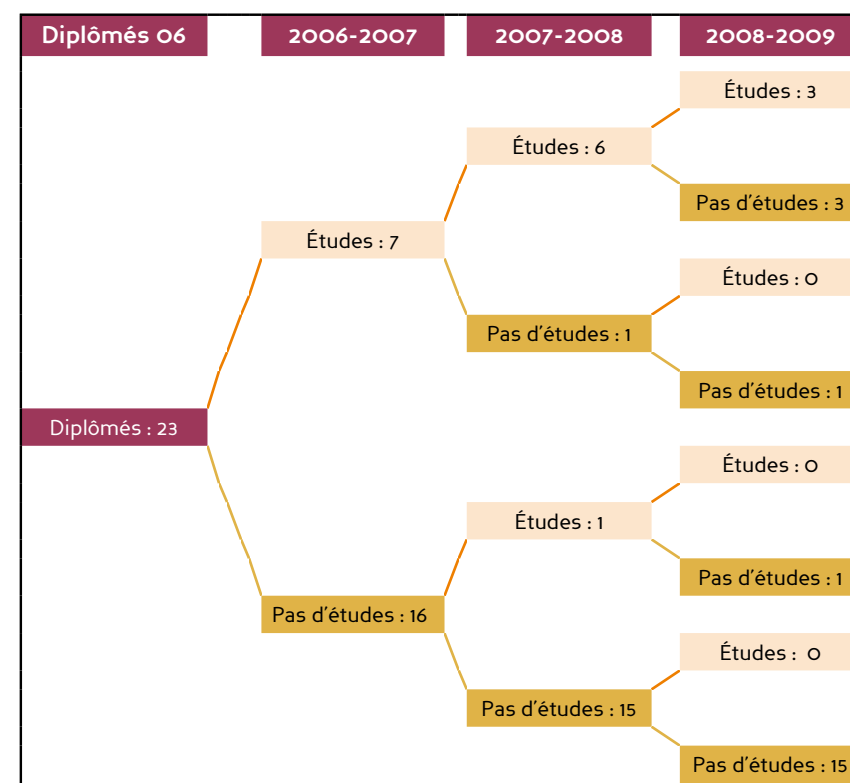 Diplômés 06 2006-2007 2007-2008 2008-2009
Études : 3
Études : 6
Pas d'études : 3
Études : 7
Études : 0
Pas d'études : 1
Pas d'études : 1
Diplômés : 23
Études : 0
Études : 1
Pas d'études : 1
Pas d'études : 16
Études : 0
Pas d'études : 15
Pas d'études : 15